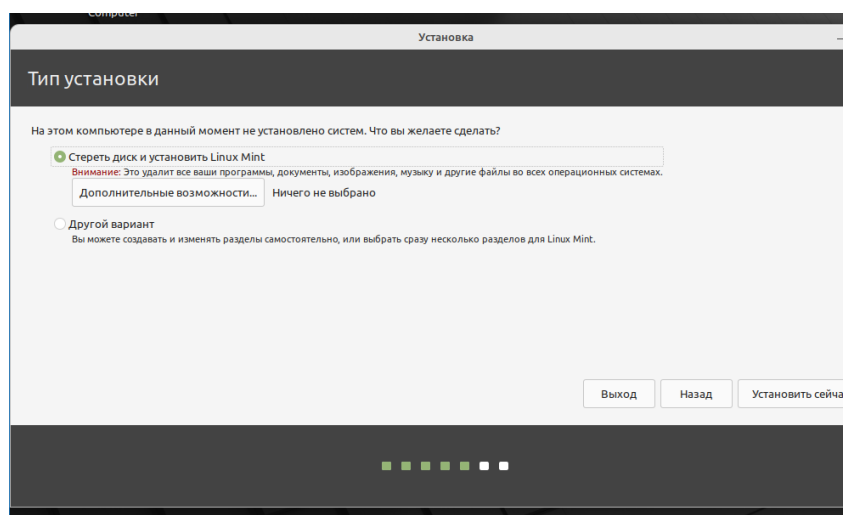 Computer
Установка
Тип установки
На этом компьютере в данный момент не установлено систем. Что вы желаете сделать?
Стереть диск и установить Linux Mint
Внимание: Это удалит все ваши программы, документы, изображения, музыку и другие файлы во всех операционных системах.
Дополнительные возможности... Ничего не выбрано
Другой вариант
Вы можете создавать и изменять разделы самостоятельно, или выбрать сразу несколько разделов для Linux Mint.
Выход Назад Установить сейча